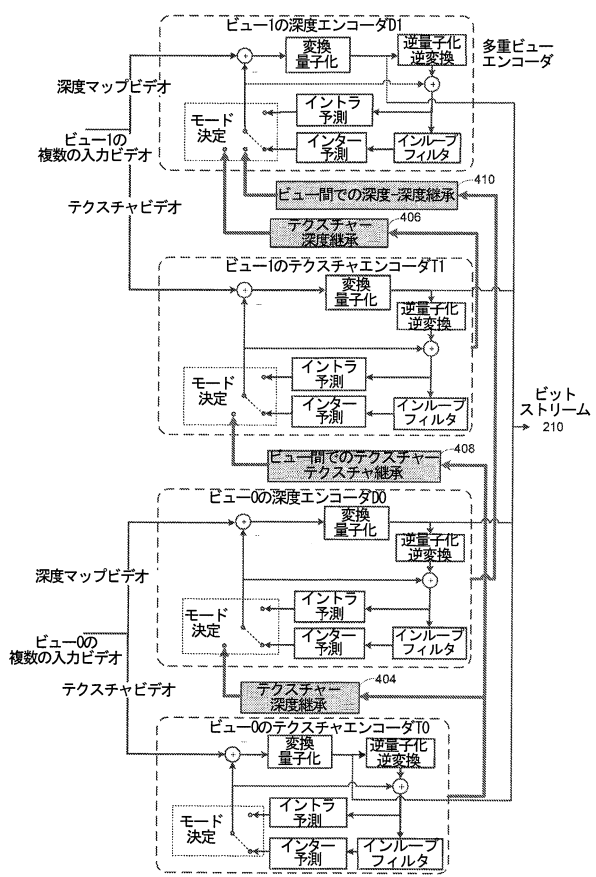 ビュー1の深度エンコーダD1
変換
量子化
逆量子化
逆変換
多重ビュー
エンコーダ
深度マップビデオ
モード
決定
イントラ
予測
インター
予測
インループ
フィルタ
ビュー1の
複数の入力ビデオ
410
ビュー間での深度-深度継承
テクスチャビデオ
406
テクスチャー
深度継承
ビュー1のテクスチャエンコーダT1
変換
量子化
逆量子化
逆変換
モード
決定
イントラ
予測
インター
予測
インループ
フィルタ
ビット
ストリーム
210
408
ビュー間でのテクスチャー
テクスチャ継承
ビュー0の深度エンコーダD0
変換
量子化
逆量子化
逆変換
深度マップビデオ
モード
決定
イントラ
予測
インター
予測
インループ
フィルタ
ビュー0の
複数の入力ビデオ
404
テクスチャー
深度継承
テクスチャビデオ
ビュー0のテクスチャエンコーダT0
変換
量子化
逆量子化
逆変換
モード
決定
イントラ
予測
インター
予測
インループ
フィルタ